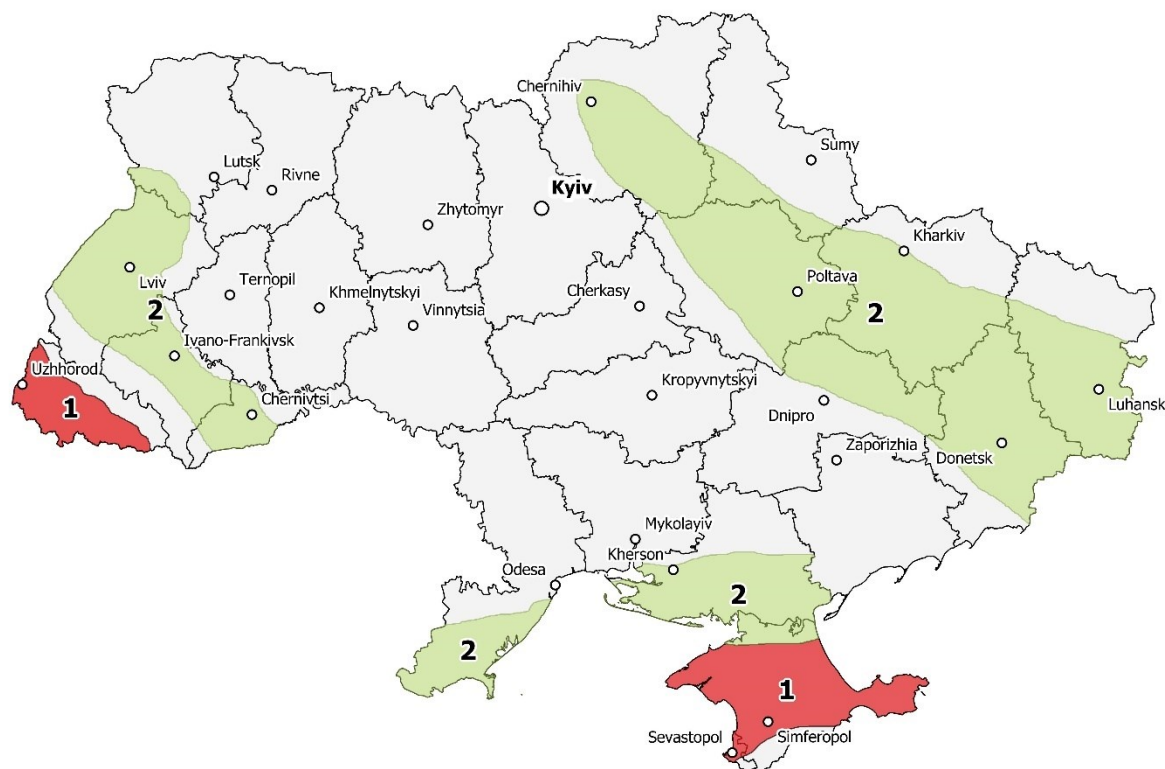 Chernihiv
Sumy
Lutsk
Rivne
Kyiv
Zhytomyr
Kharkiv
Lviv
Ternopil
Poltava
2
Khmelnytskyi
Cherkasy
2
Vinnytsia
Ivano-Frankivsk
Uzhhorod
Kropyvnytskyi
Luhansk
1
Chernivtsi
Dnipro
Zaporizhia
Donetsk
Mykolayiv
Kherson
Odesa
2
2
1
Sevastopol
Simferopol